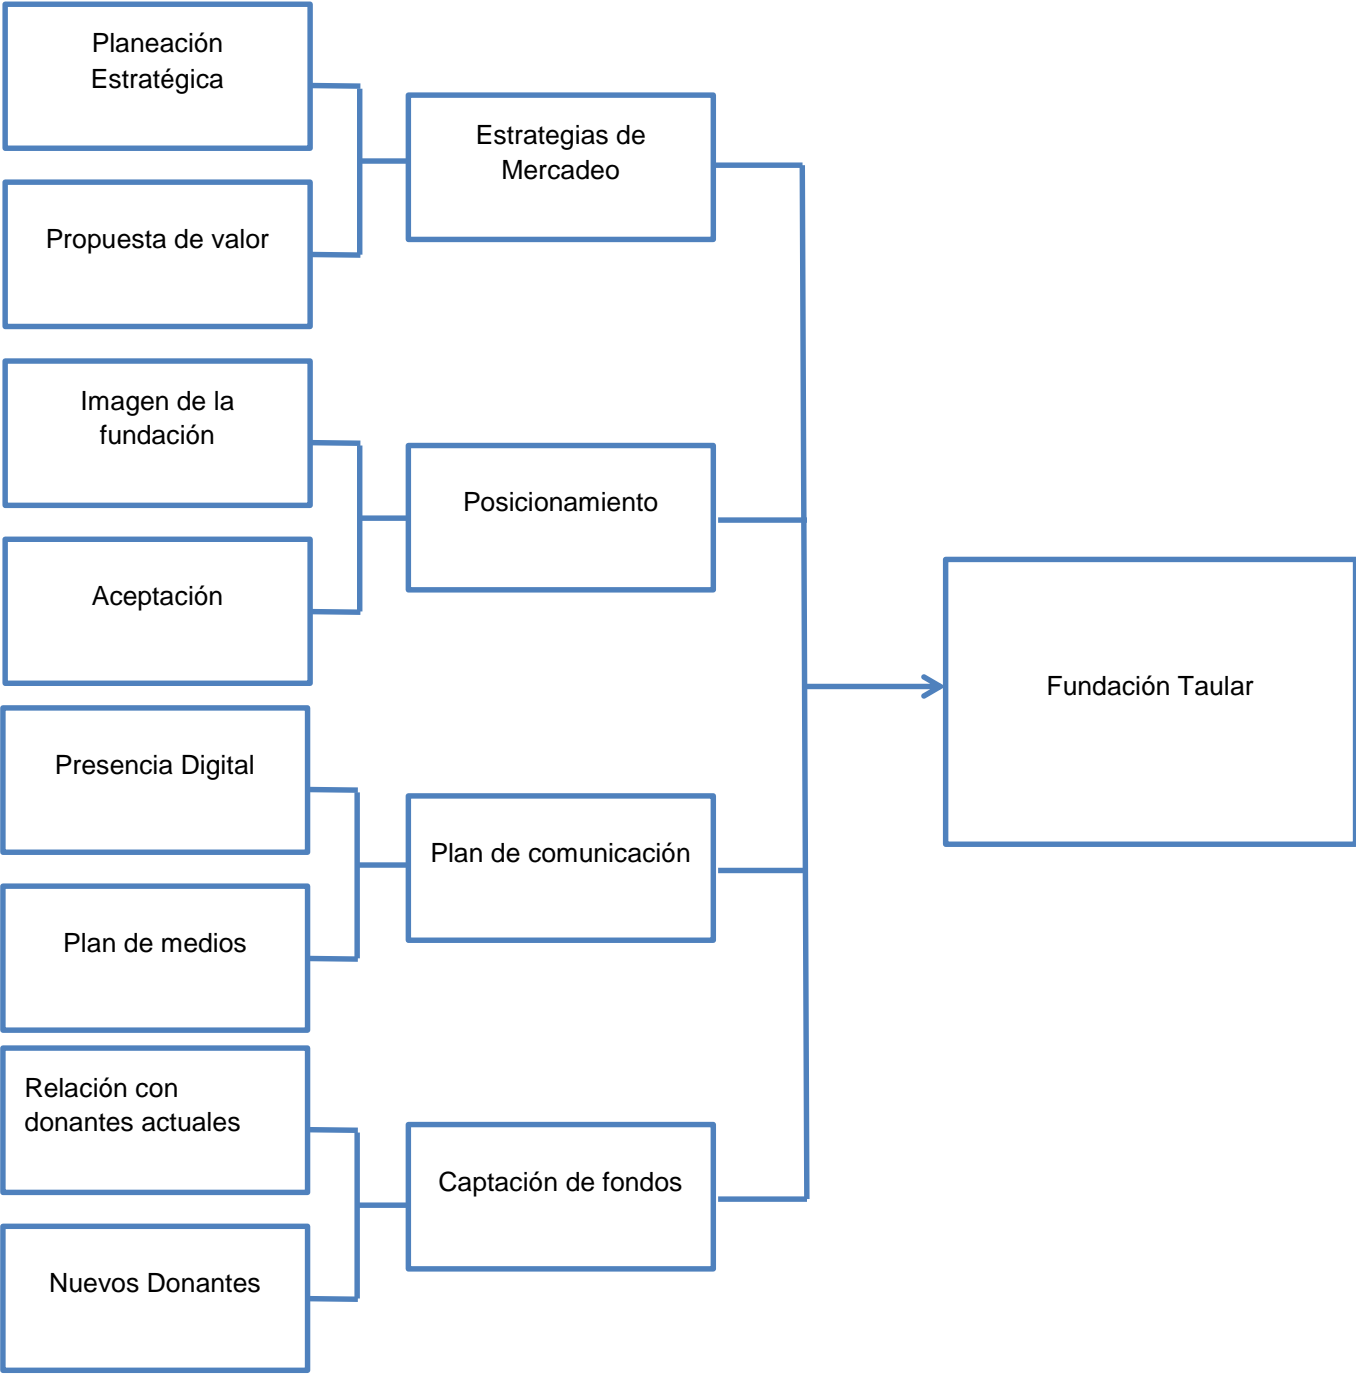 Planeación
Estratégica
Estrategias de
Mercadeo
Propuesta de valor
Imagen de la
fundación
Posicionamiento
Aceptación
Fundación Taular
Presencia Digital
Plan de comunicación
Plan de medios
Relación con
donantes actuales
Captación de fondos
Nuevos Donantes